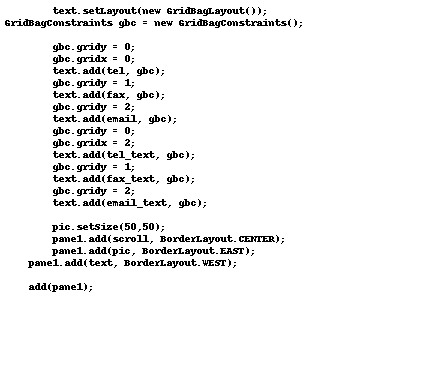 text.setLayout(new GridBagLayout());
GridBagConstraints gbc = new GridBagConstraints();
gbc.gridy = 0;
gbc.gridx = 0;
text.add(tel, gbc);
gbc.gridy = 1;
text.add(fax, gbc);
gbc.gridy = 2;
text.add(email, gbc);
gbc.gridy = 0;
gbc.gridx = 2;
text.add(tel_text, gbc);
gbc.gridy = 1;
text.add(fax_text, gbc);
gbc.gridy = 2;
text.add(email_text, gbc);
pic.setSize(50,50);
pane1.add(scroll, BorderLayout.CENTER);
pane1.add(pic, BorderLayout.EAST);
pane1.add(text, BorderLayout.WEST);
add(pane1);